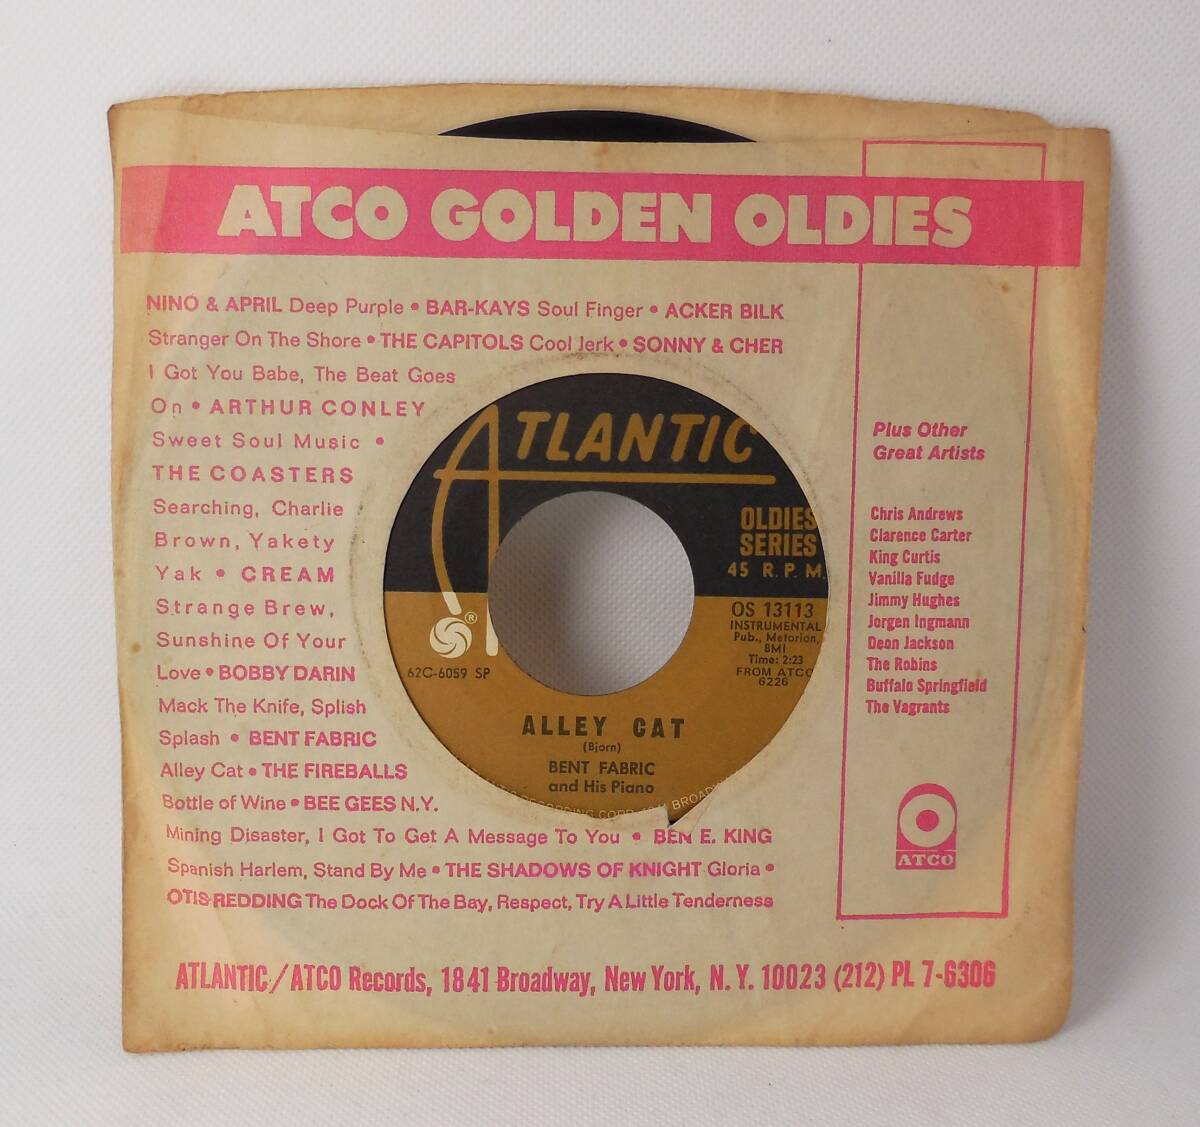 ATCO GOLDEN OLDIES
NINO & APRIL Deep Purple • BAR-KAYS Soul Finger • ACKER BILK
Stranger On The Shore • THE CAPITOLS Cool Jerk • SONNY & CHER
I Got You Babe, The Beat Goes
On • ARTHUR CONLEY
Sweet Soul Music •
THE COASTERS
Searching, Charlie
Brown, Yakety
Yak • CREAM
Strange Brew,
Sunshine Of Your
Love • BOBBY DARIN
Mack The Knife, Splish
Splash • BENT FABRIC
Alley Cat • THE FIREBALLS
Bottle of Wine • BEE GEES N.Y.
Mining Disaster, I Got To Get A Message To You • BEN E. KING
Spanish Harlem, Stand By Me • THE SHADOWS OF KNIGHT Gloria •
OTIS REDDING The Dock Of The Bay, Respect, Try A Little Tenderness
ATLANTIC
OLDIES
SERIES
45 R.P.M.
OS 13113
INSTRUMENTAL
Pub., Metorion,
BMI
Time: 2:23
FROM ATCO
6226
®
62C-6059 SP
ALLEY CAT
(Bjorn)
BENT FABRIC
and His Piano
RECORDING CORP. 1841 BROAD
Plus Other
Great Artists
Chris Andrews
Clarence Carter
King Curtis
Vanilla Fudge
Jimmy Hughes
Jorgen Ingmann
Deon Jackson
The Robins
Buffalo Springfield
The Vagrants
ATCO
ATLANTIC/ATCO Records, 1841 Broadway, New York, N.Y. 10023 (212) PL 7-6306